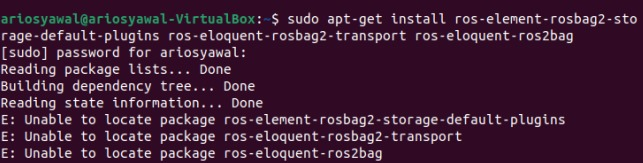 ariosyawal@ariosyawal-VirtualBox:~$ sudo apt-get install ros-element-rosbag2-sto
rage-default-plugins ros-eloquent-rosbag2-transport ros-eloquent-ros2bag
[sudo] password for ariosyawal:
Reading package lists... Done
Building dependency tree... Done
Reading state information... Done
E: Unable to locate package ros-element-rosbag2-storage-default-plugins
E: Unable to locate package ros-eloquent-rosbag2-transport
E: Unable to locate package ros-eloquent-ros2bag